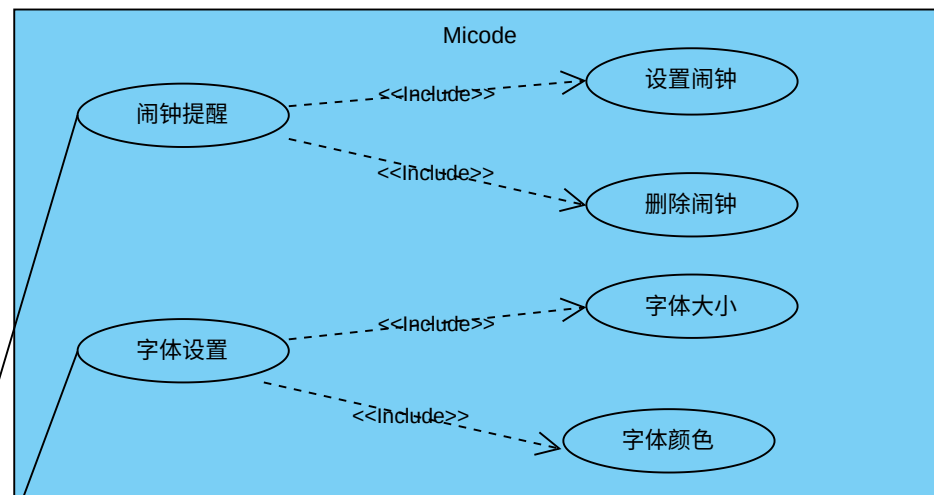 Micode
闹钟提醒
<<Include>>
设置闹钟
<<Include>>
删除闹钟
字体设置
<<Include>>
字体大小
<<Include>>
字体颜色